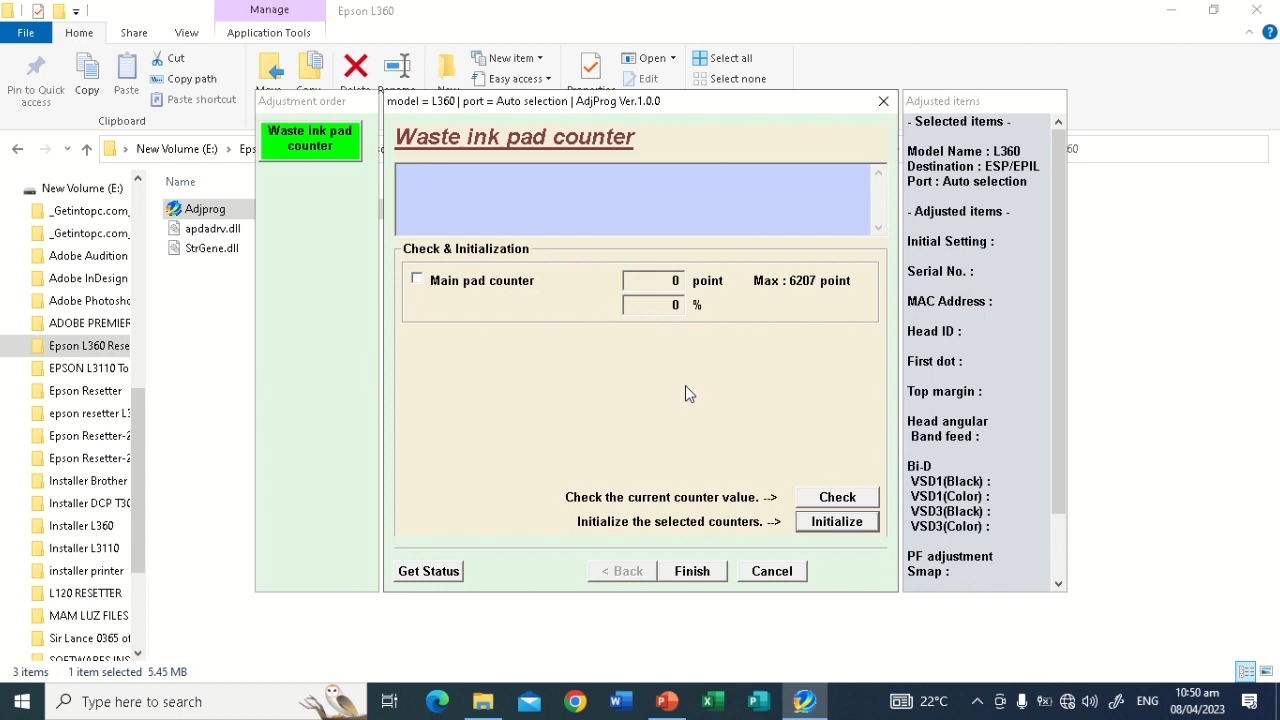 Manage
Epson L360
File
Home
Share
View
Application Tools
Pin to Quick
access
Copy
Paste
Cut
Copy path
Paste shortcut
Clipboard
New item
Easy access
Open
Edit
Select all
Select none
New Volume (E:)
Name
New Volume (E:)
_Getintopc.com_
_Getintopc.com_
Adobe Audition
Adobe InDesign
Adobe Photosho
ADOBE PREMIER
Epson L360 Rese
EPSON L3110 To
Epson Resetter
epson resetter L3
Epson Resetter-2
Epson Resetter-2
Installer Brother
Installer DCP T30
Installer L360
Installer L3110
installer printer
L120 RESETTER
MAM LUZ FILES
Sir Lance 0365 of
Adjprog
apdadrv.dll
StrGene.dll
3 items
1 item selected 5.45 MB
Adjustment order
Waste ink pad
counter
model = L360 | port = Auto selection | AdjProg Ver.1.0.0
Waste ink pad counter
Check & Initialization
Main pad counter
0 point
Max : 6207 point
0 %
Check the current counter value. -->
Check
Initialize the selected counters. -->
Initialize
Get Status
< Back
Finish
Cancel
Adjusted items
- Selected items -
Model Name : L360
Destination : ESP/EPIL
Port : Auto selection
- Adjusted items -
Initial Setting :
Serial No. :
MAC Address :
Head ID :
First dot :
Top margin :
Head angular
Band feed :
Bi-D
VSD1(Black) :
VSD1(Color) :
VSD3(Black) :
VSD3(Color) :
PF adjustment
Smap :
Type here to search
22°C
ENG
10:50 am
08/04/2023